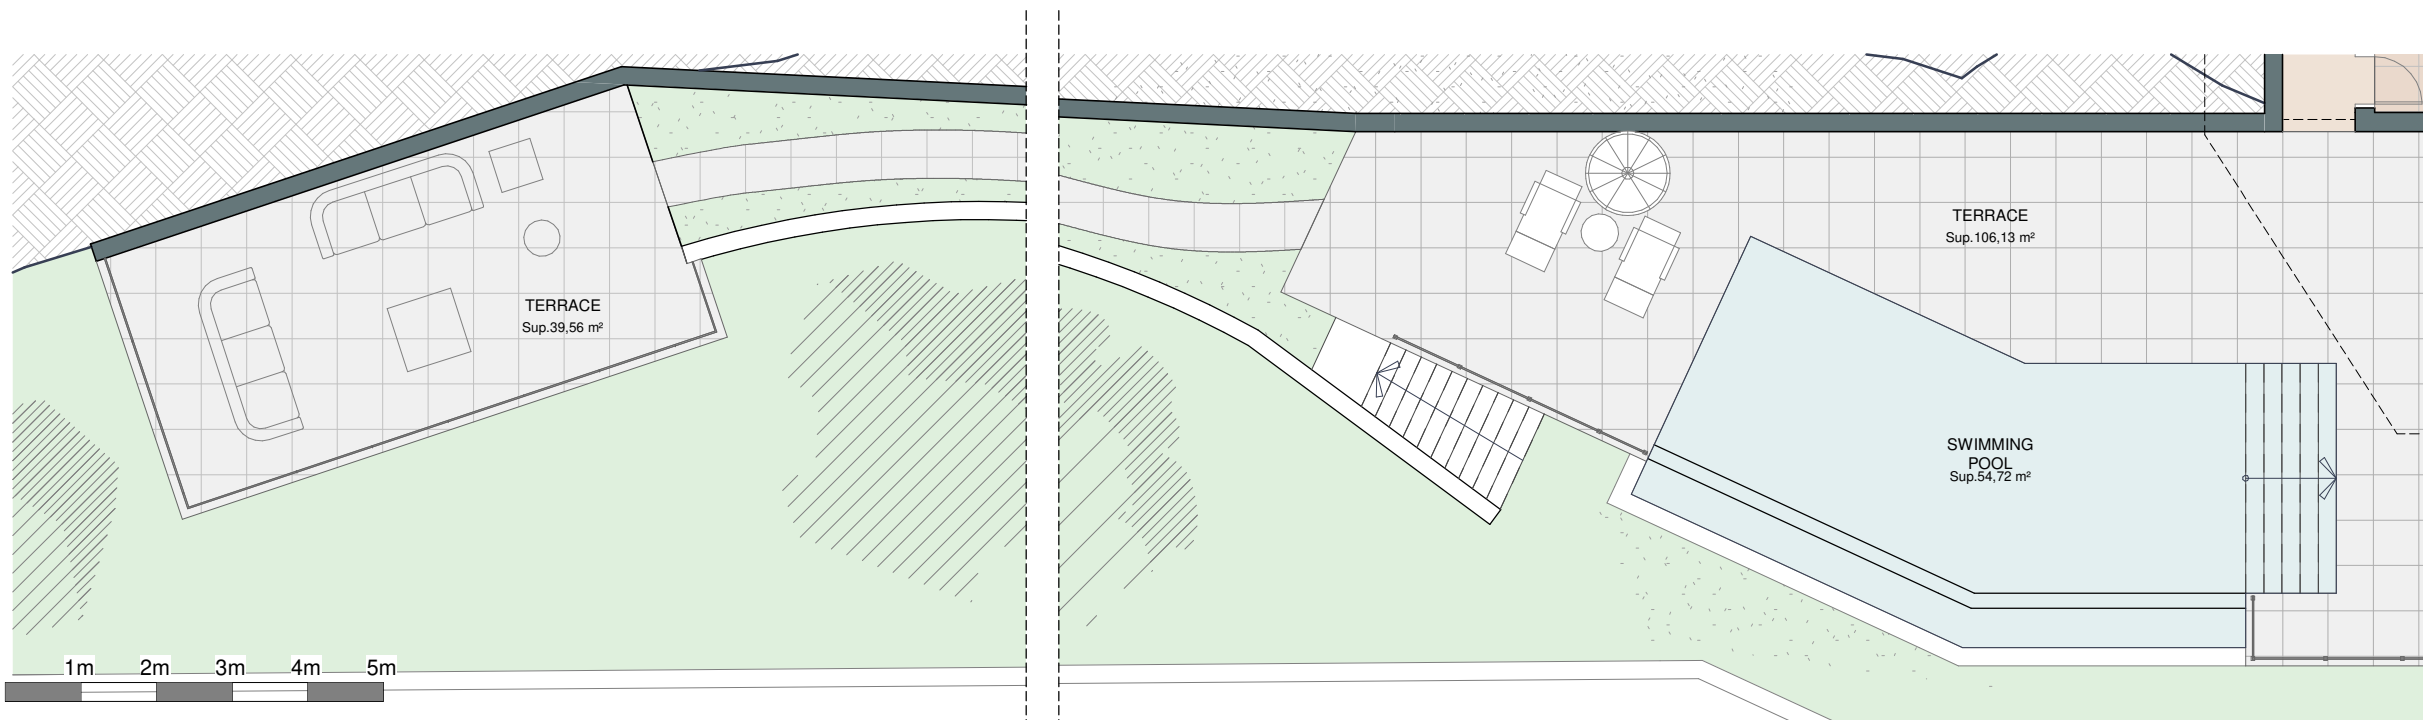 TERRACE
Sup.106,13 m²
TERRACE
Sup.39,56 m²
SWIMMING
POOL
Sup.54,72 m²
1m 2m 3m 4m 5m